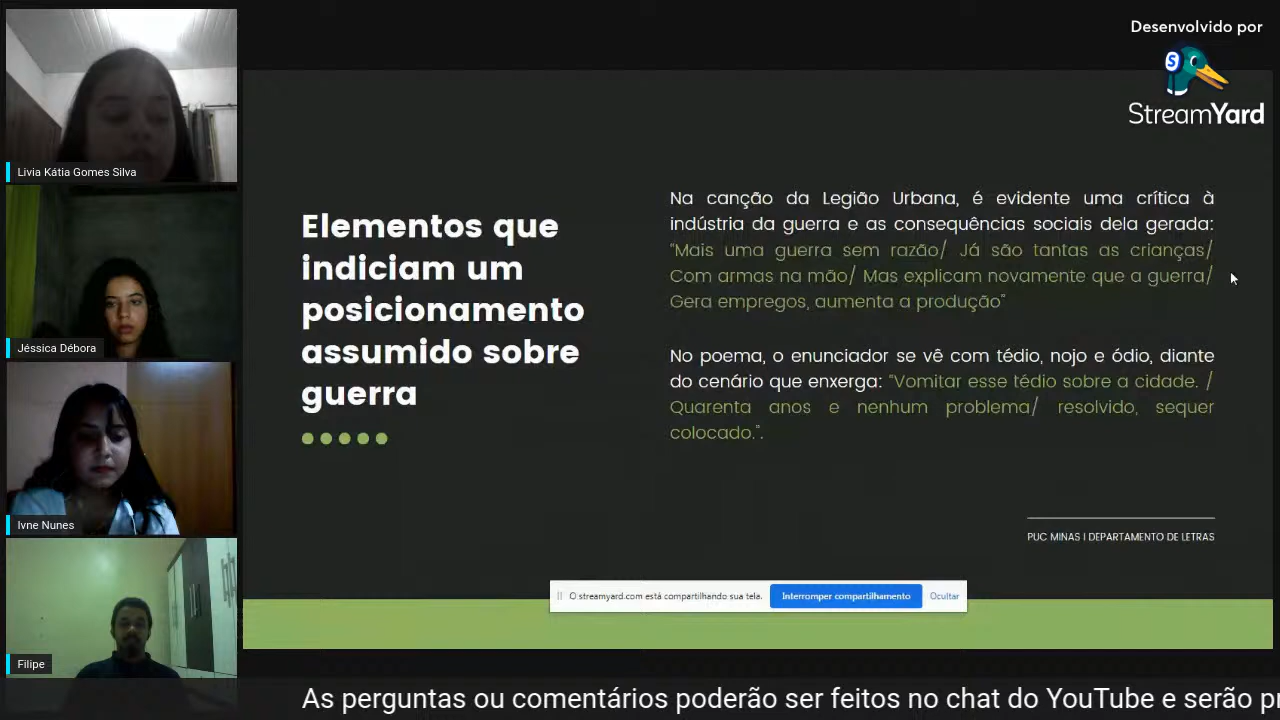 Desenvolvido por
StreamYard
Livia Kátia Gomes Silva
Jéssica Débora
Ivne Nunes
Filipe
Elementos que
indiciam um
posicionamento
assumido sobre
guerra
Na canção da Legião Urbana, é evidente uma crítica à
indústria da guerra e as consequências sociais dela gerada:
"Mais uma guerra sem razão/ Já são tantas as crianças/
Com armas na mão/ Mas explicam novamente que a guerra/
Gera empregos, aumenta a produção"
No poema, o enunciador se vê com tédio, nojo e ódio, diante
do cenário que enxerga: "Vomitar esse tédio sobre a cidade. /
Quarenta anos e nenhum problema/ resolvido, sequer
colocado.".
PUC MINAS I DEPARTAMENTO DE LETRAS
O streamyard.com está compartilhando sua tela.
Interromper compartilhamento
Ocultar
As perguntas ou comentários poderão ser feitos no chat do YouTube e serão